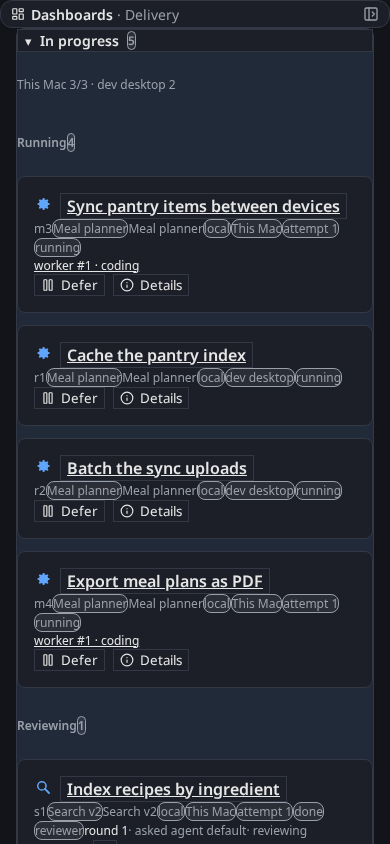 Dashboards · Delivery
▾ In progress 5
This Mac 3/3 · dev desktop 2
Running 4
Sync pantry items between devices
m3 Meal planner Meal planner local This Mac attempt 1
running
worker #1 · coding
Defer Details
Cache the pantry index
r1 Meal planner Meal planner local dev desktop running
Defer Details
Batch the sync uploads
r2 Meal planner Meal planner local dev desktop running
Defer Details
Export meal plans as PDF
m4 Meal planner Meal planner local This Mac attempt 1
running
worker #1 · coding
Defer Details
Reviewing 1
Index recipes by ingredient
s1 Search v2 Search v2 local This Mac attempt 1 done
reviewer round 1 · asked agent default · reviewing